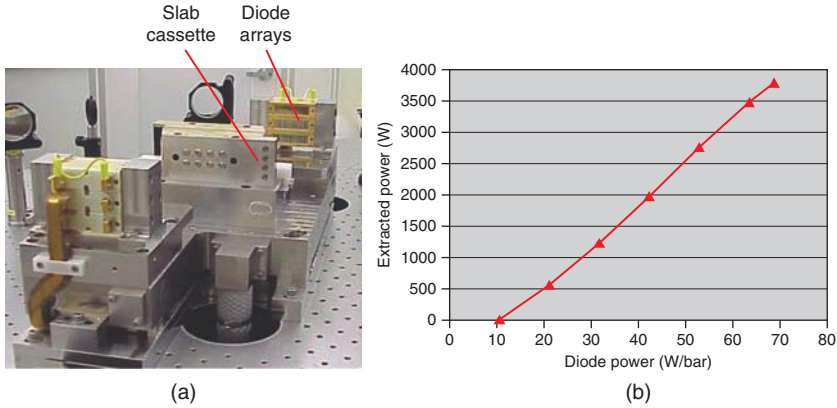 Slab
cassette
Diode
arrays
(a)
Extracted power (W)
4000
3500
3000
2500
2000
1500
1000
500
0
0 10 20 30 40 50 60 70 80
Diode power (W/bar)
(b)